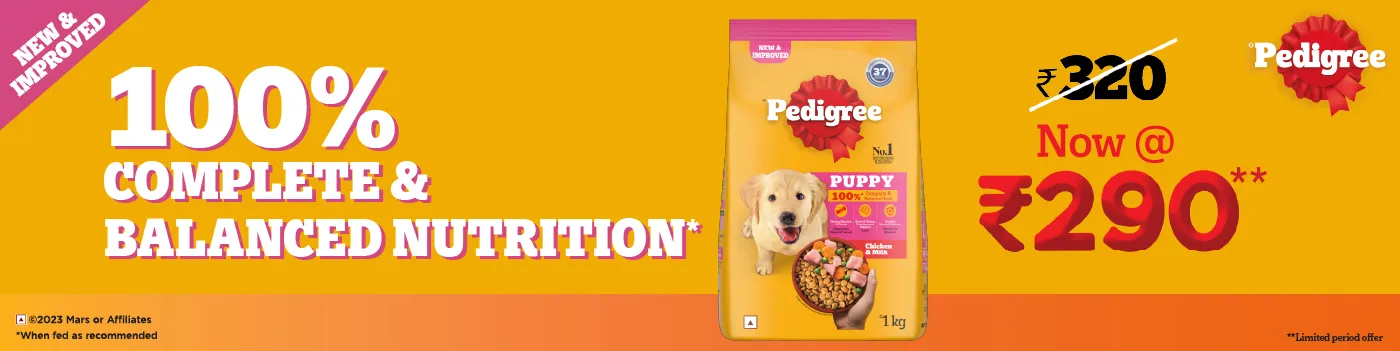 NEW &
IMPROVED
100%
COMPLETE &
BALANCED NUTRITION*
©2023 Mars or Affiliates
*When fed as recommended
NEW &
IMPROVED
37
Pedigree
No.1
PUPPY
100%
Complete &
Chicken
& Milk
1 kg
₹320
Now @
₹290**
Pedigree
**Limited period offer